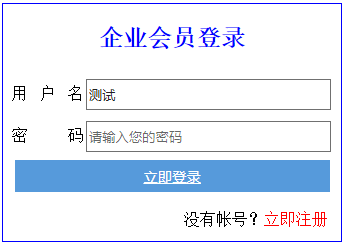 企业会员登录
用户名 测试
密码 请输入您的密码
立即登录
没有帐号？立即注册